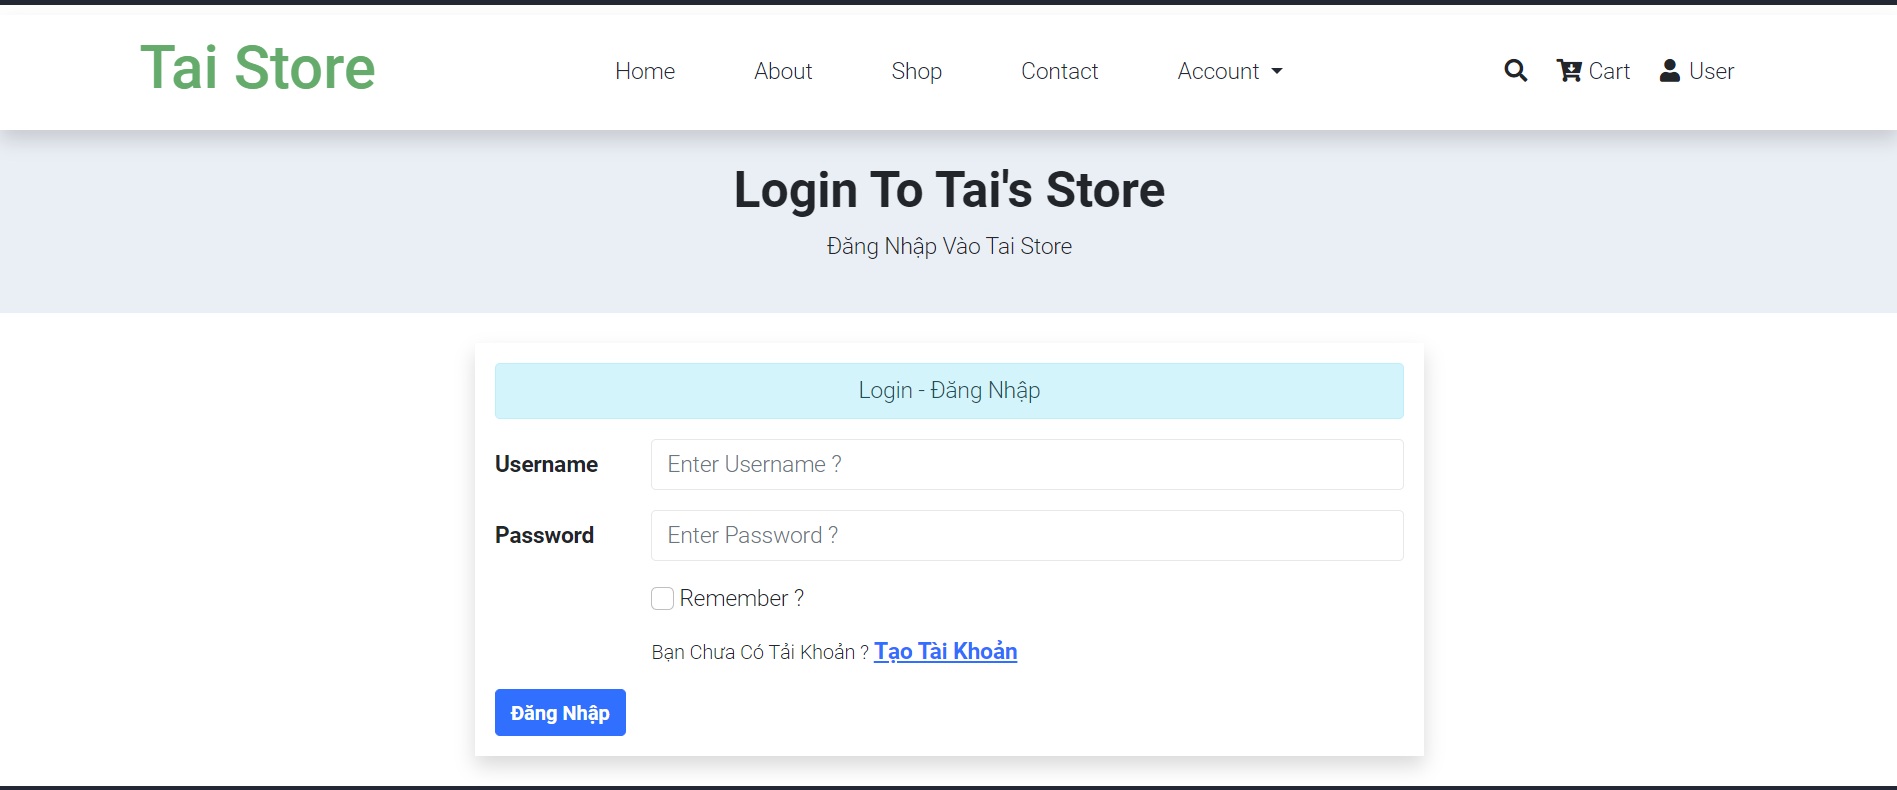 Tai Store
Home About Shop Contact Account Cart User
Login To Tai's Store
Đăng Nhập Vào Tai Store
Login - Đăng Nhập
Username Enter Username ?
Password Enter Password ?
Remember ?
Bạn Chưa Có Tải Khoản ? Tạo Tài Khoản
Đăng Nhập